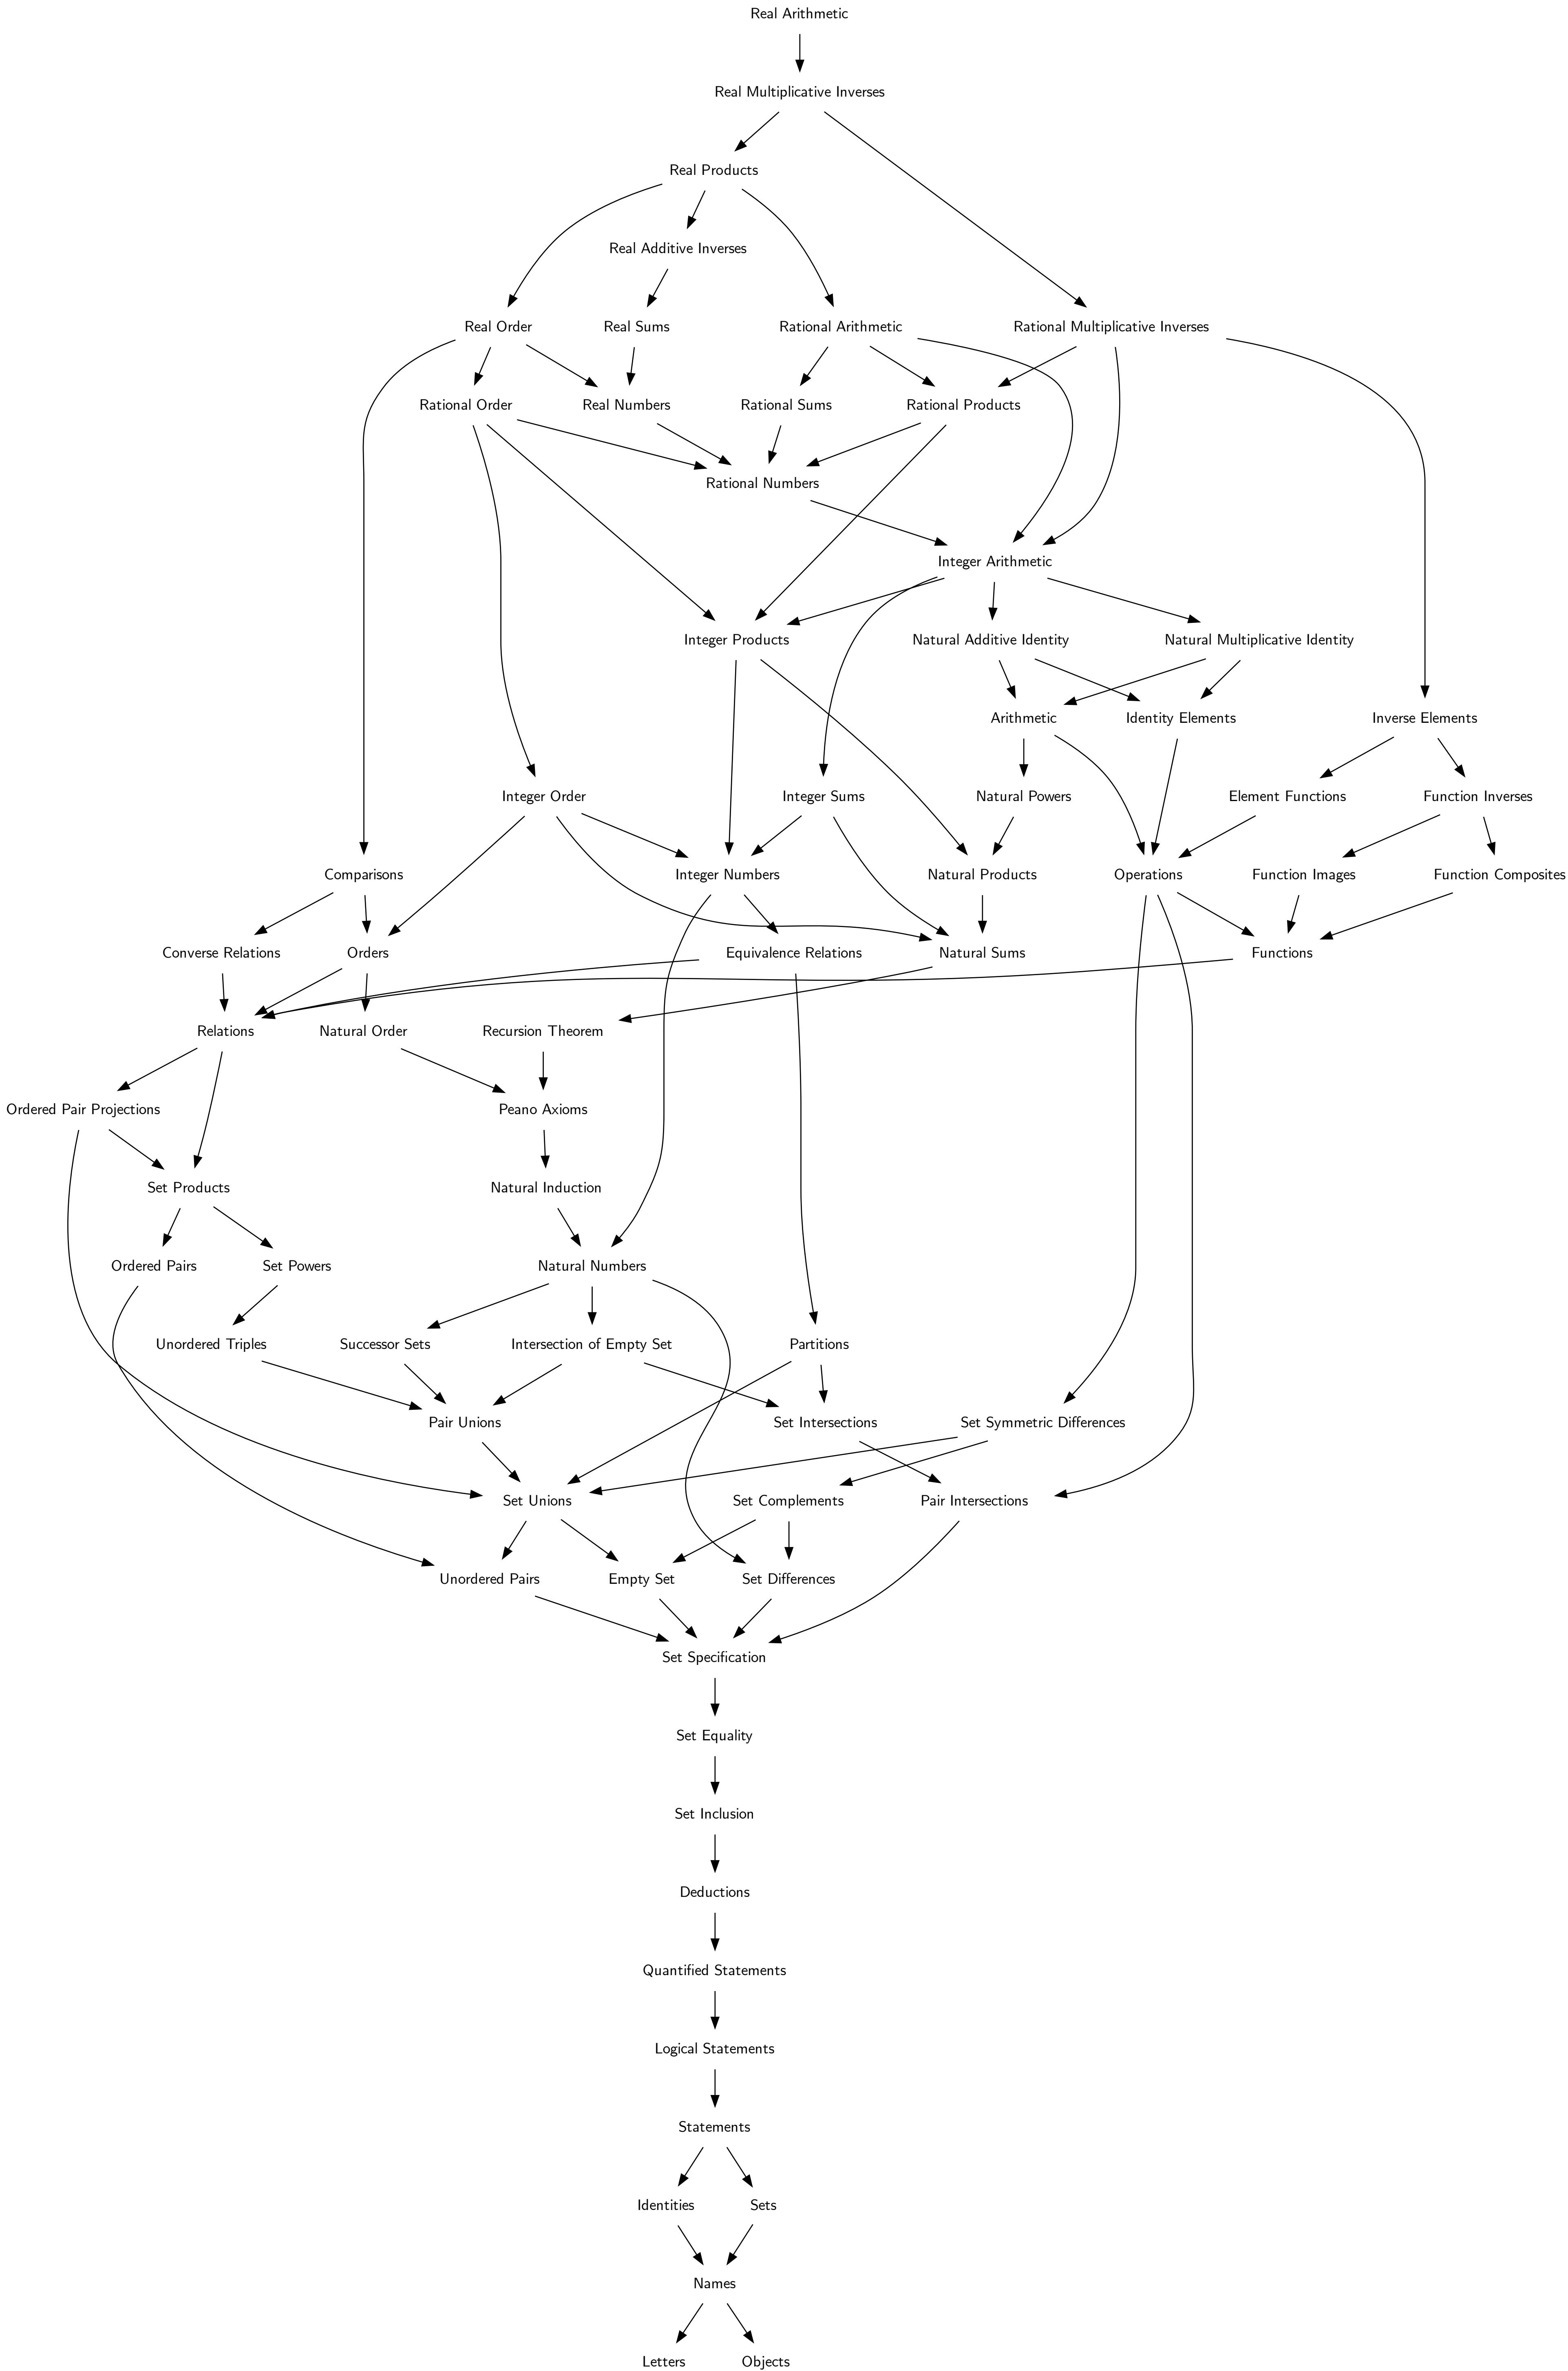 Real Arithmetic
Real Multiplicative Inverses
Real Products
Real Additive Inverses
Real Order
Real Sums
Rational Arithmetic
Rational Multiplicative Inverses
Rational Order
Real Numbers
Rational Sums
Rational Products
Rational Numbers
Integer Arithmetic
Integer Products
Natural Additive Identity
Natural Multiplicative Identity
Arithmetic
Identity Elements
Inverse Elements
Integer Order
Integer Sums
Natural Powers
Element Functions
Function Inverses
Comparisons
Integer Numbers
Natural Products
Operations
Function Images
Function Composites
Converse Relations
Orders
Equivalence Relations
Natural Sums
Functions
Relations
Natural Order
Recursion Theorem
Ordered Pair Projections
Peano Axioms
Set Products
Natural Induction
Ordered Pairs
Set Powers
Natural Numbers
Unordered Triples
Successor Sets
Intersection of Empty Set
Partitions
Pair Unions
Set Intersections
Set Symmetric Differences
Set Unions
Set Complements
Pair Intersections
Unordered Pairs
Empty Set
Set Differences
Set Specification
Set Equality
Set Inclusion
Deductions
Quantified Statements
Logical Statements
Statements
Identities
Sets
Names
Letters
Objects